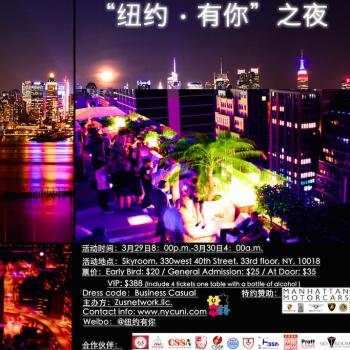 “纽约·有你”之夜
活动时间：3月29日8：00p.m.-3月30日4：00a.m.
活动地点：Skyroom, 330west 40th Street, 33rd floor, NY, 10018
票价：Early Bird: $20 / General Admission: $25 / At Door: $35
VIP: $388 (Include 4 tickets one table with a bottle of alcohol )
Dress code：Business Casual
特约赞助：
MANHATTAN
MOTORCARS
主办方：Zusnetwork.llc.
Contact info: www.nycuni.com
Weibo：@纽约有你
合作伙伴：
CSSA